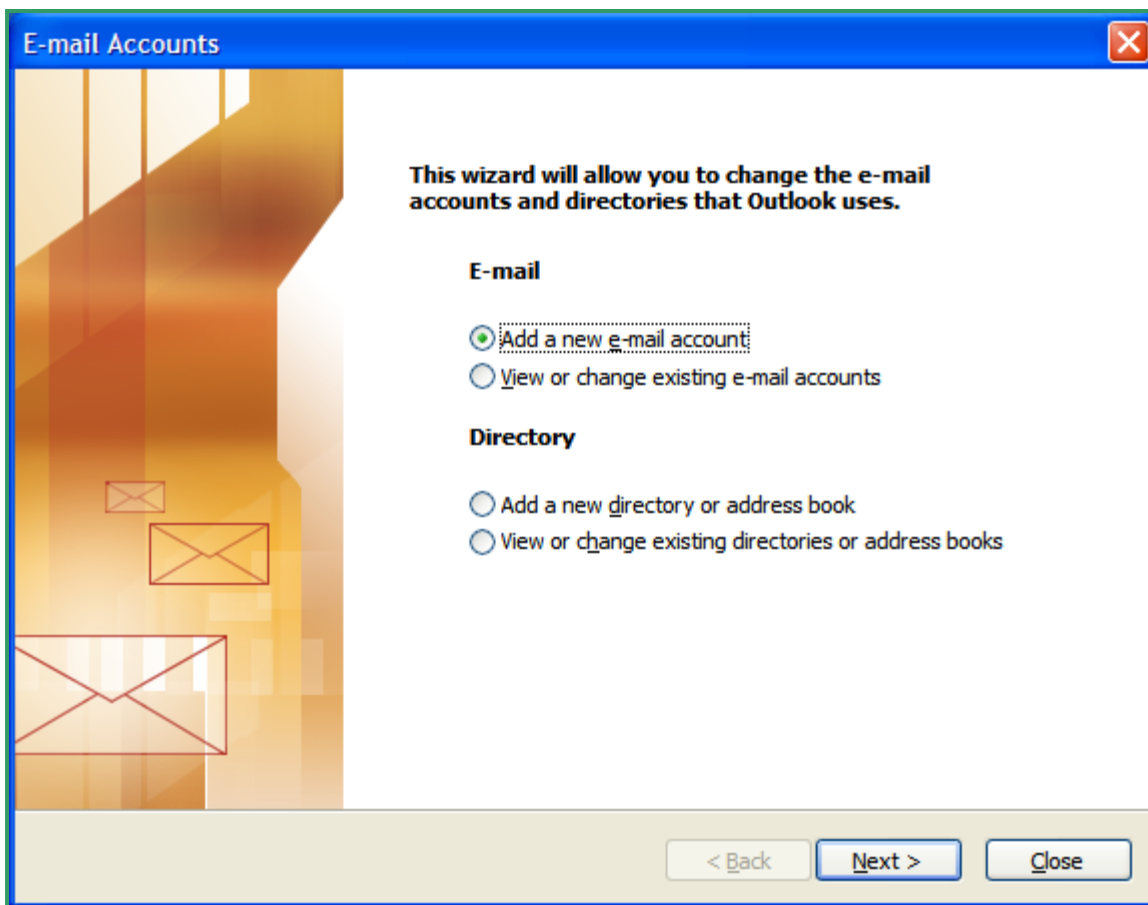 E-mail Accounts
This wizard will allow you to change the e-mail
accounts and directories that Outlook uses.
E-mail
Add a new e-mail account
View or change existing e-mail accounts
Directory
Add a new directory or address book
View or change existing directories or address books
< Back
Next >
Close